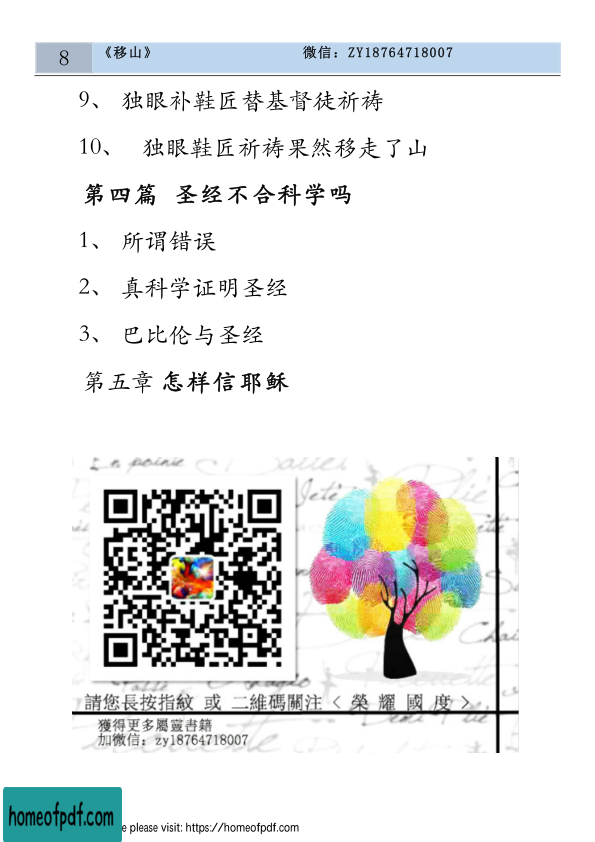 8 《移山》 微信：ZY18764718007
9、 独眼补鞋匠替基督徒祈祷
10、 独眼鞋匠祈祷果然移走了山
第四篇 圣经不合科学吗
1、 所谓错误
2、 真科学证明圣经
3、 巴比伦与圣经
第五章 怎样信耶稣
En pointe
請您長按指紋 或 二維碼關注 < 榮 耀 國 度 >
獲得更多屬靈書籍
加微信：zy18764718007
homeofpdf.com
e please visit: https://homeofpdf.com